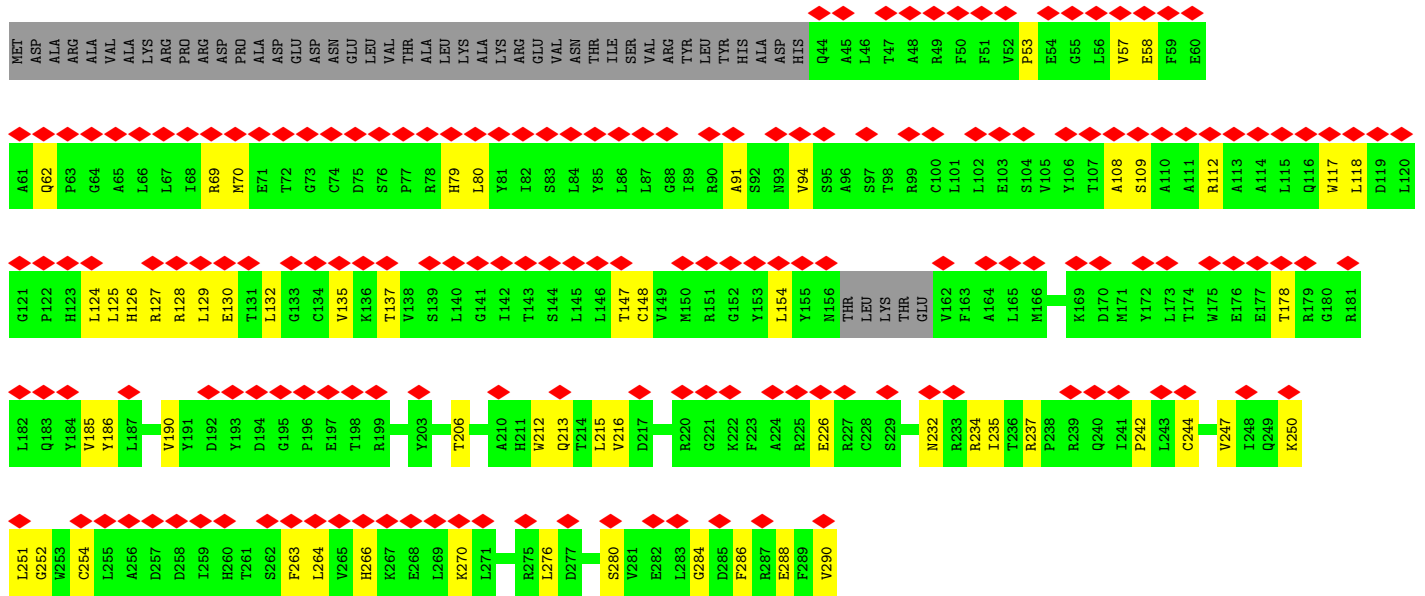 MET ASP ALA ARG ALA VAL ALA ALA LYS ARG PRO ARG ASP PRO ALA ASP GLU ASP ASN GLU LEU VAL THR ALA LEU LYS ALA LYS ARG GLU VAL ASN THR ILE SER VAL ARG TYR LEU TYR HIS ALA ASP HIS Q44 A45 L46 T47 A48 R49 F50 F51 V52 P53 E54 G55 L56 V57 E58 F59 E60
A61 Q62 P63 G64 A65 L66 L67 I68 R69 M70 E71 T72 G73 C74 D75 S76 P77 R78 H79 L80 Y81 I82 S83 L84 Y85 L86 L87 G88 I89 R90 A91 S92 N93 V94 S95 A96 S97 T98 R99 C100 L101 L102 E103 S104 V105 Y106 T107 A108 S109 A110 A111 R112 A113 A114 L115 Q116 W117 L118 D119 L120
G121 P122 H123 L124 L125 H126 R127 R128 L129 E130 T131 L132 G133 C134 V135 K136 T137 V138 S139 L140 G141 I142 T143 S144 L145 L146 T147 C148 V149 M150 R151 G152 Y153 L154 Y155 N156 THR LEU LYS THR GLU V162 F163 A164 L165 M166 K169 D170 M171 Y172 L173 T174 W175 E176 E177 T178 R179 G180 R181
L182 Q183 Y184 V185 Y186 L187 V190 Y191 D192 Y193 D194 G195 P196 E197 T198 R199 Y203 T206 A210 H211 W212 Q213 T214 L215 V216 D217 R220 G221 K222 F223 A224 R225 E226 R227 C228 S229 N232 R233 R234 I235 T236 R237 P238 R239 Q240 I241 P242 L243 C244 V247 I248 Q249 K250
L251 G252 W253 C254 L255 A256 D257 D258 I259 H260 T261 S262 F263 L264 V265 H266 K267 E268 L269 K270 L271 R275 L276 D277 S280 V281 E282 L283 G284 D285 F286 R287 E288 F289 V290